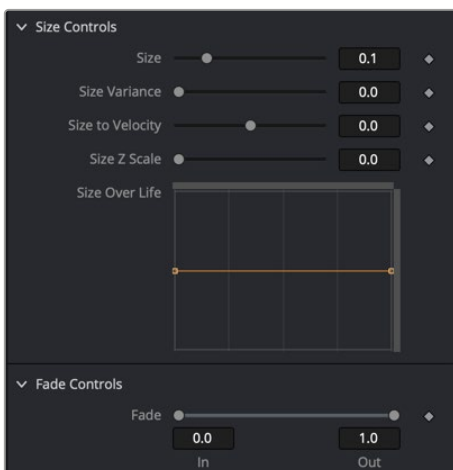 Size Controls
Size 0.1
Size Variance 0.0
Size to Velocity 0.0
Size Z Scale 0.0
Size Over Life
Fade Controls
Fade
0.0 1.0
In Out